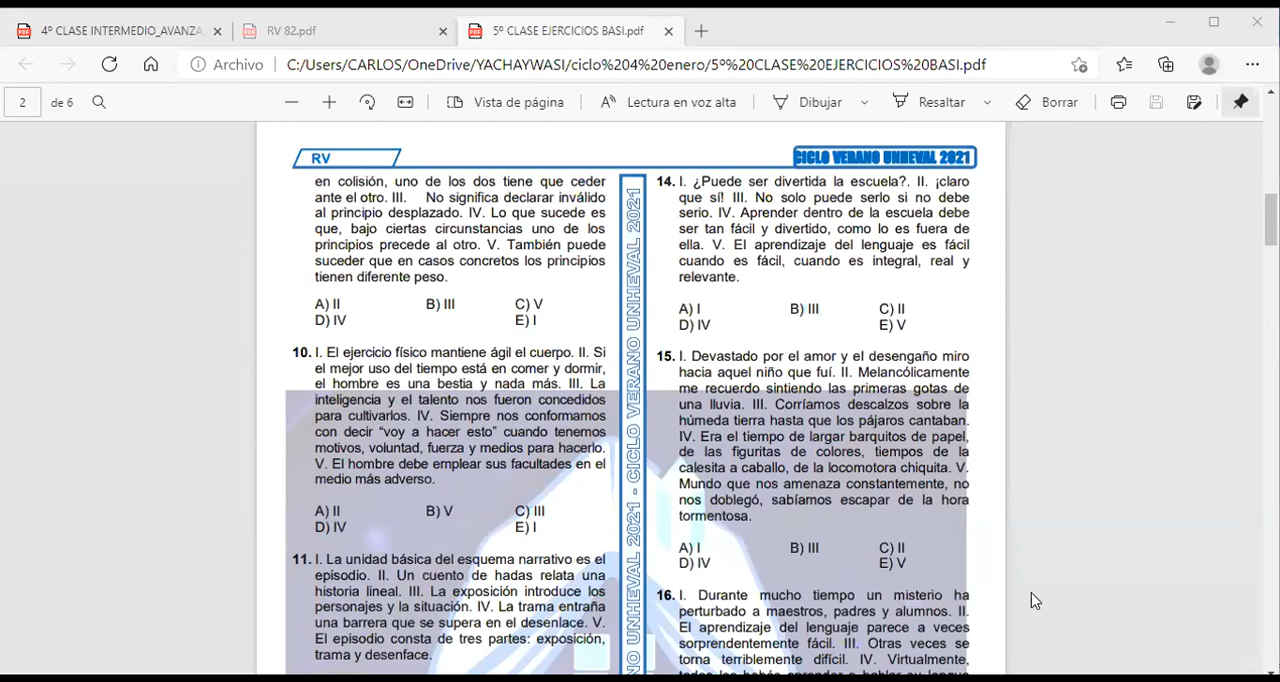 4º CLASE INTERMEDIO_AVANZA
RV 82.pdf
5º CLASE EJERCICIOS BASI.pdf
Archivo
C:/Users/CARLOS/OneDrive/YACHAYWASI/ciclo%204%20enero/5º%20CLASE%20EJERCICIOS%20BASI.pdf
2 de 6
Vista de página
Lectura en voz alta
Dibujar
Resaltar
Borrar
RV
CICLO VERANO UNHEVAL 2021
en colisión, uno de los dos tiene que ceder
ante el otro. III. No significa declarar inválido
al principio desplazado. IV. Lo que sucede es
que, bajo ciertas circunstancias uno de los
principios precede al otro. V. También puede
suceder que en casos concretos los principios
tienen diferente peso.
A) II B) III C) V
D) IV E) I
10. I. El ejercicio físico mantiene ágil el cuerpo. II. Si
el mejor uso del tiempo está en comer y dormir,
el hombre es una bestia y nada más. III. La
inteligencia y el talento nos fueron concedidos
para cultivarlos. IV. Siempre nos conformamos
con decir “voy a hacer esto” cuando tenemos
motivos, voluntad, fuerza y medios para hacerlo.
V. El hombre debe emplear sus facultades en el
medio más adverso.
A) II B) V C) III
D) IV E) I
11. I. La unidad básica del esquema narrativo es el
episodio. II. Un cuento de hadas relata una
historia lineal. III. La exposición introduce los
personajes y la situación. IV. La trama entraña
una barrera que se supera en el desenlace. V.
El episodio consta de tres partes: exposición,
trama y desenface.
UNHEVAL 2021 - CICLO VERANO UNHEVAL 2021
14. I. ¿Puede ser divertida la escuela?. II. ¡claro
que sí! III. No solo puede serlo si no debe
serio. IV. Aprender dentro de la escuela debe
ser tan fácil y divertido, como lo es fuera de
ella. V. El aprendizaje del lenguaje es fácil
cuando es fácil, cuando es integral, real y
relevante.
A) I B) III C) II
D) IV E) V
15. I. Devastado por el amor y el desengaño miro
hacia aquel niño que fuí. II. Melancólicamente
me recuerdo sintiendo las primeras gotas de
una lluvia. III. Corríamos descalzos sobre la
húmeda tierra hasta que los pájaros cantaban.
IV. Era el tiempo de largar barquitos de papel,
de las figuritas de colores, tiempos de la
calesita a caballo, de la locomotora chiquita. V.
Mundo que nos amenaza constantemente, no
nos doblegó, sabíamos escapar de la hora
tormentosa.
A) I B) III C) II
D) IV E) V
16. I. Durante mucho tiempo un misterio ha
perturbado a maestros, padres y alumnos. II.
El aprendizaje del lenguaje parece a veces
sorprendentemente fácil. III. Otras veces se
torna terriblemente difícil. IV. Virtualmente,